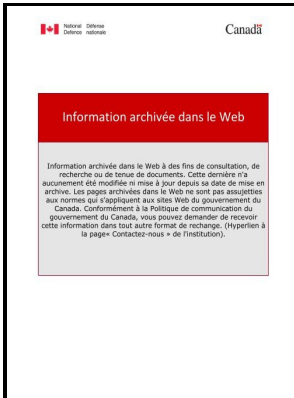 National Défense
Defence nationale
Canada
Information archivée dans le Web
Information archivée dans le Web à des fins de consultation, de
recherche ou de tenue de documents. Cette dernière n'a
aucunement été modifiée ni mise à jour depuis sa date de mise en
archive. Les pages archivées dans le Web ne sont pas assujetties
aux normes qui s'appliquent aux sites Web du gouvernement du
Canada. Conformément à la Politique de communication du
gouvernement du Canada, vous pouvez demander de recevoir
cette information dans tout autre format de rechange. (Hyperlien à
la page« Contactez-nous » de l'institution).